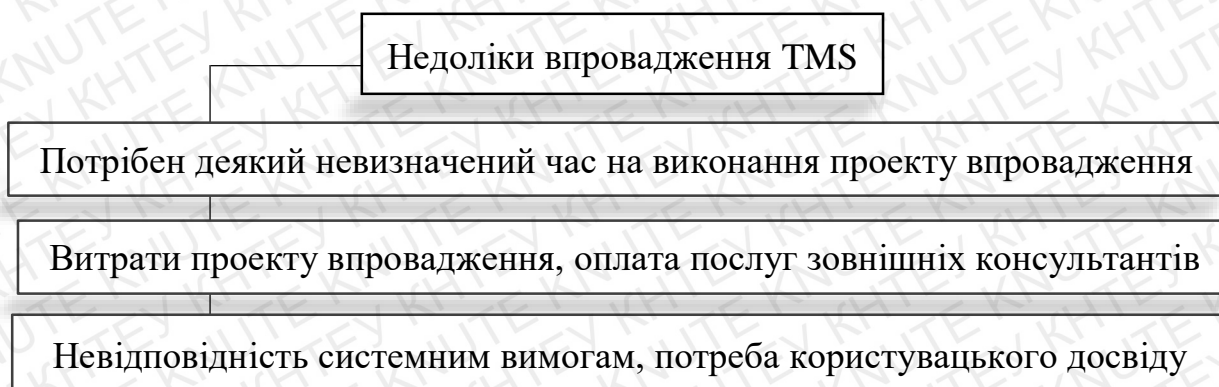 Недоліки впровадження TMS
Потрібен деякий невизначений час на виконання проекту впровадження
Витрати проекту впровадження, оплата послуг зовнішніх консультантів
Невідповідність системним вимогам, потреба користувацького досвіду